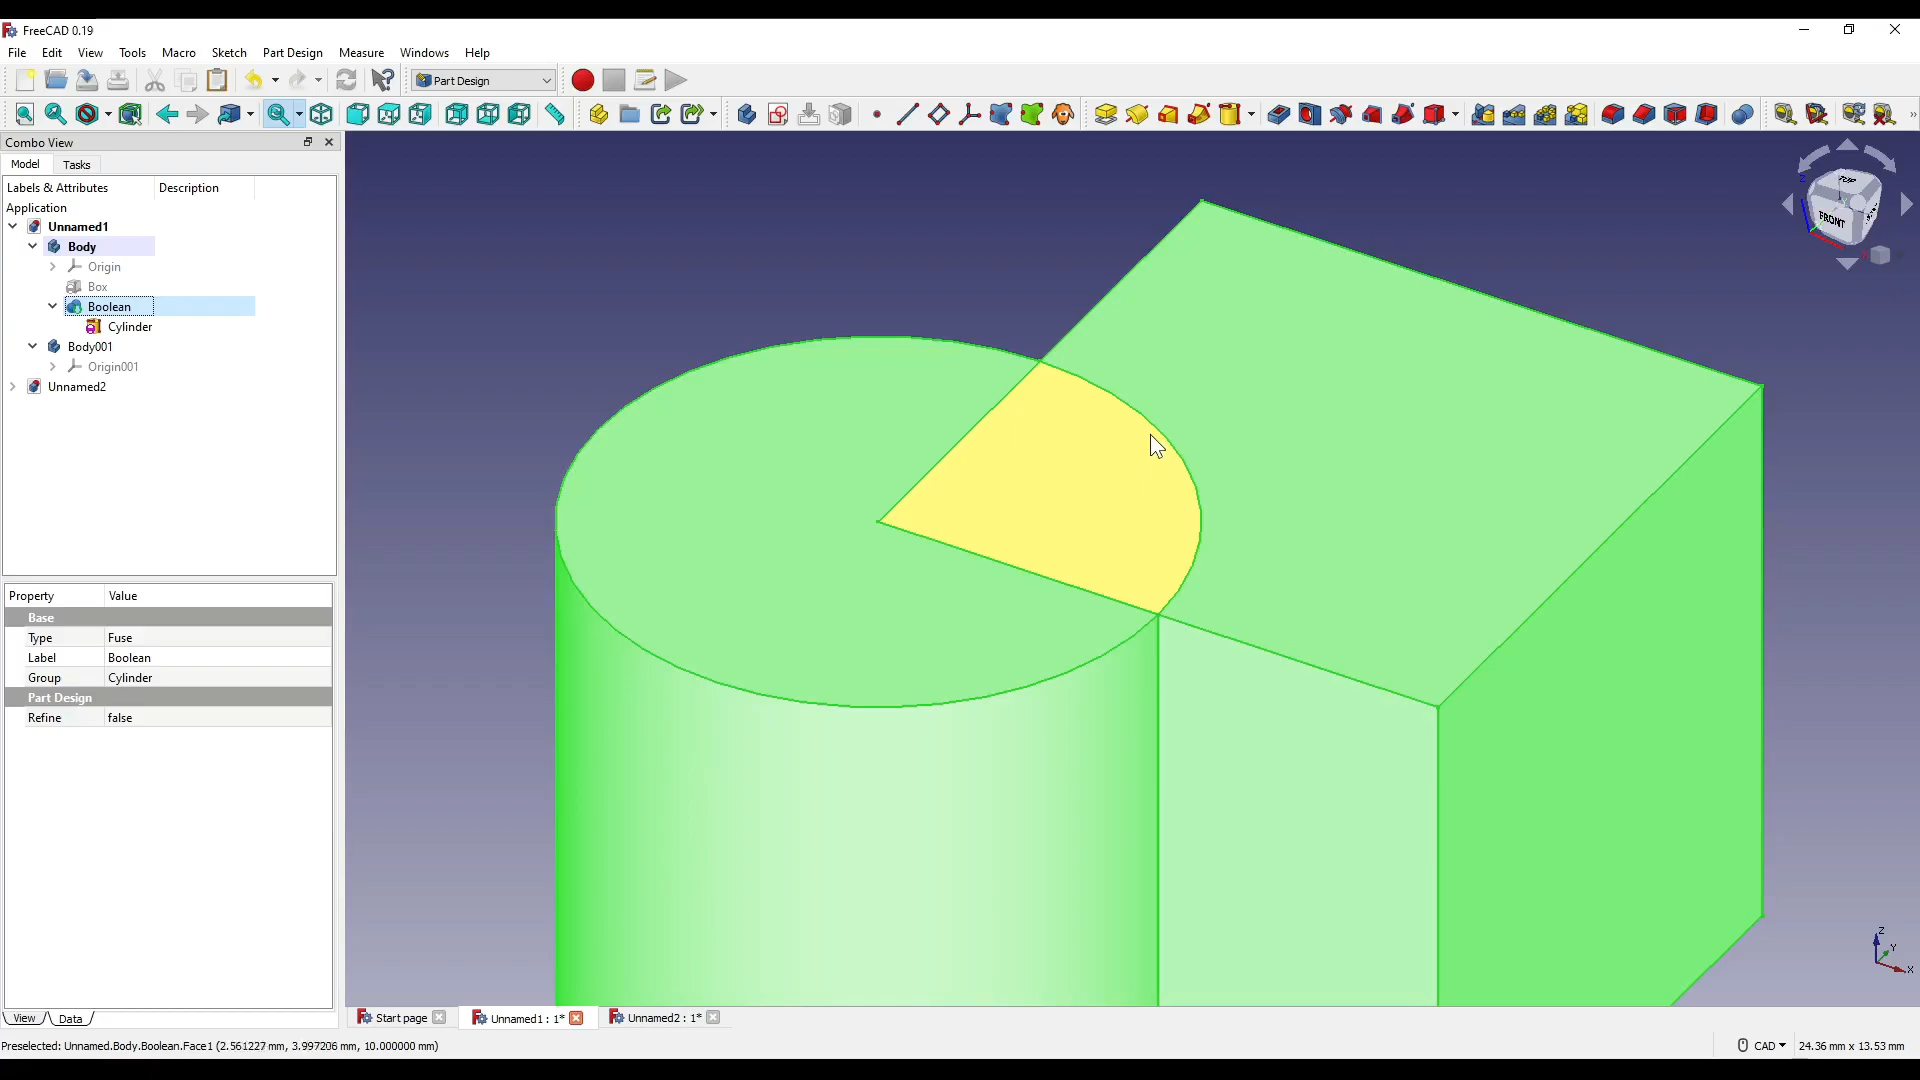 FreeCAD 0.19
File Edit View Tools Macro Sketch Part Design Measure Windows Help
Part Design
Combo View
Model Tasks
Labels & Attributes Description
Application
Unnamed1
Body
Origin
Box
Boolean
Cylinder
Body001
Origin001
Unnamed2
TOP
FRONT
Property Value
Base
Type Fuse
Label Boolean
Group Cylinder
Part Design
Refine false
Z
Y
X
View Data
Start page Unnamed1 : 1* Unnamed2 : 1*
Preselected: Unnamed.Body.Boolean.Face1 (2.561227 mm, 3.997206 mm, 10.000000 mm)
CAD 24.36 mm x 13.53 mm